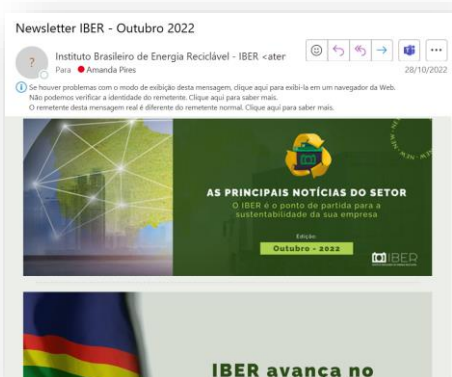 Newsletter IBER - Outubro 2022
?
Instituto Brasileiro de Energia Reciclável - IBER <ater
Para Amanda Pires
28/10/2022
Se houver problemas com o modo de exibição desta mensagem, clique aqui para exibi-la em um navegador da Web.
Não podemos verificar a identidade do remetente. Clique aqui para saber mais.
O remetente desta mensagem real é diferente do remetente normal. Clique aqui para saber mais.
AS PRINCIPAIS NOTÍCIAS DO SETOR
O IBER é o ponto de partida para a
sustentabilidade da sua empresa
Edição
Outubro - 2022
IBER
IBER avança no